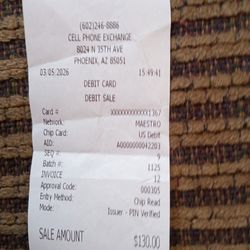 (602)246-8886
CELL PHONE EXCHANGE
8024 N 35TH AVE
PHOENIX, AZ 85051
03/05/2026 15:49:41
DEBIT CARD
DEBIT SALE
Card # XXXXXXXXXXXX1367
Network: MAESTRO
Chip Card: US Debit
AID: A0000000042203
SEQ #: 9
Batch #: 1125
INVOICE 12
Approval Code: 000305
Entry Method: Chip Read
Mode: Issuer - PIN Verified
SALE AMOUNT $130.00